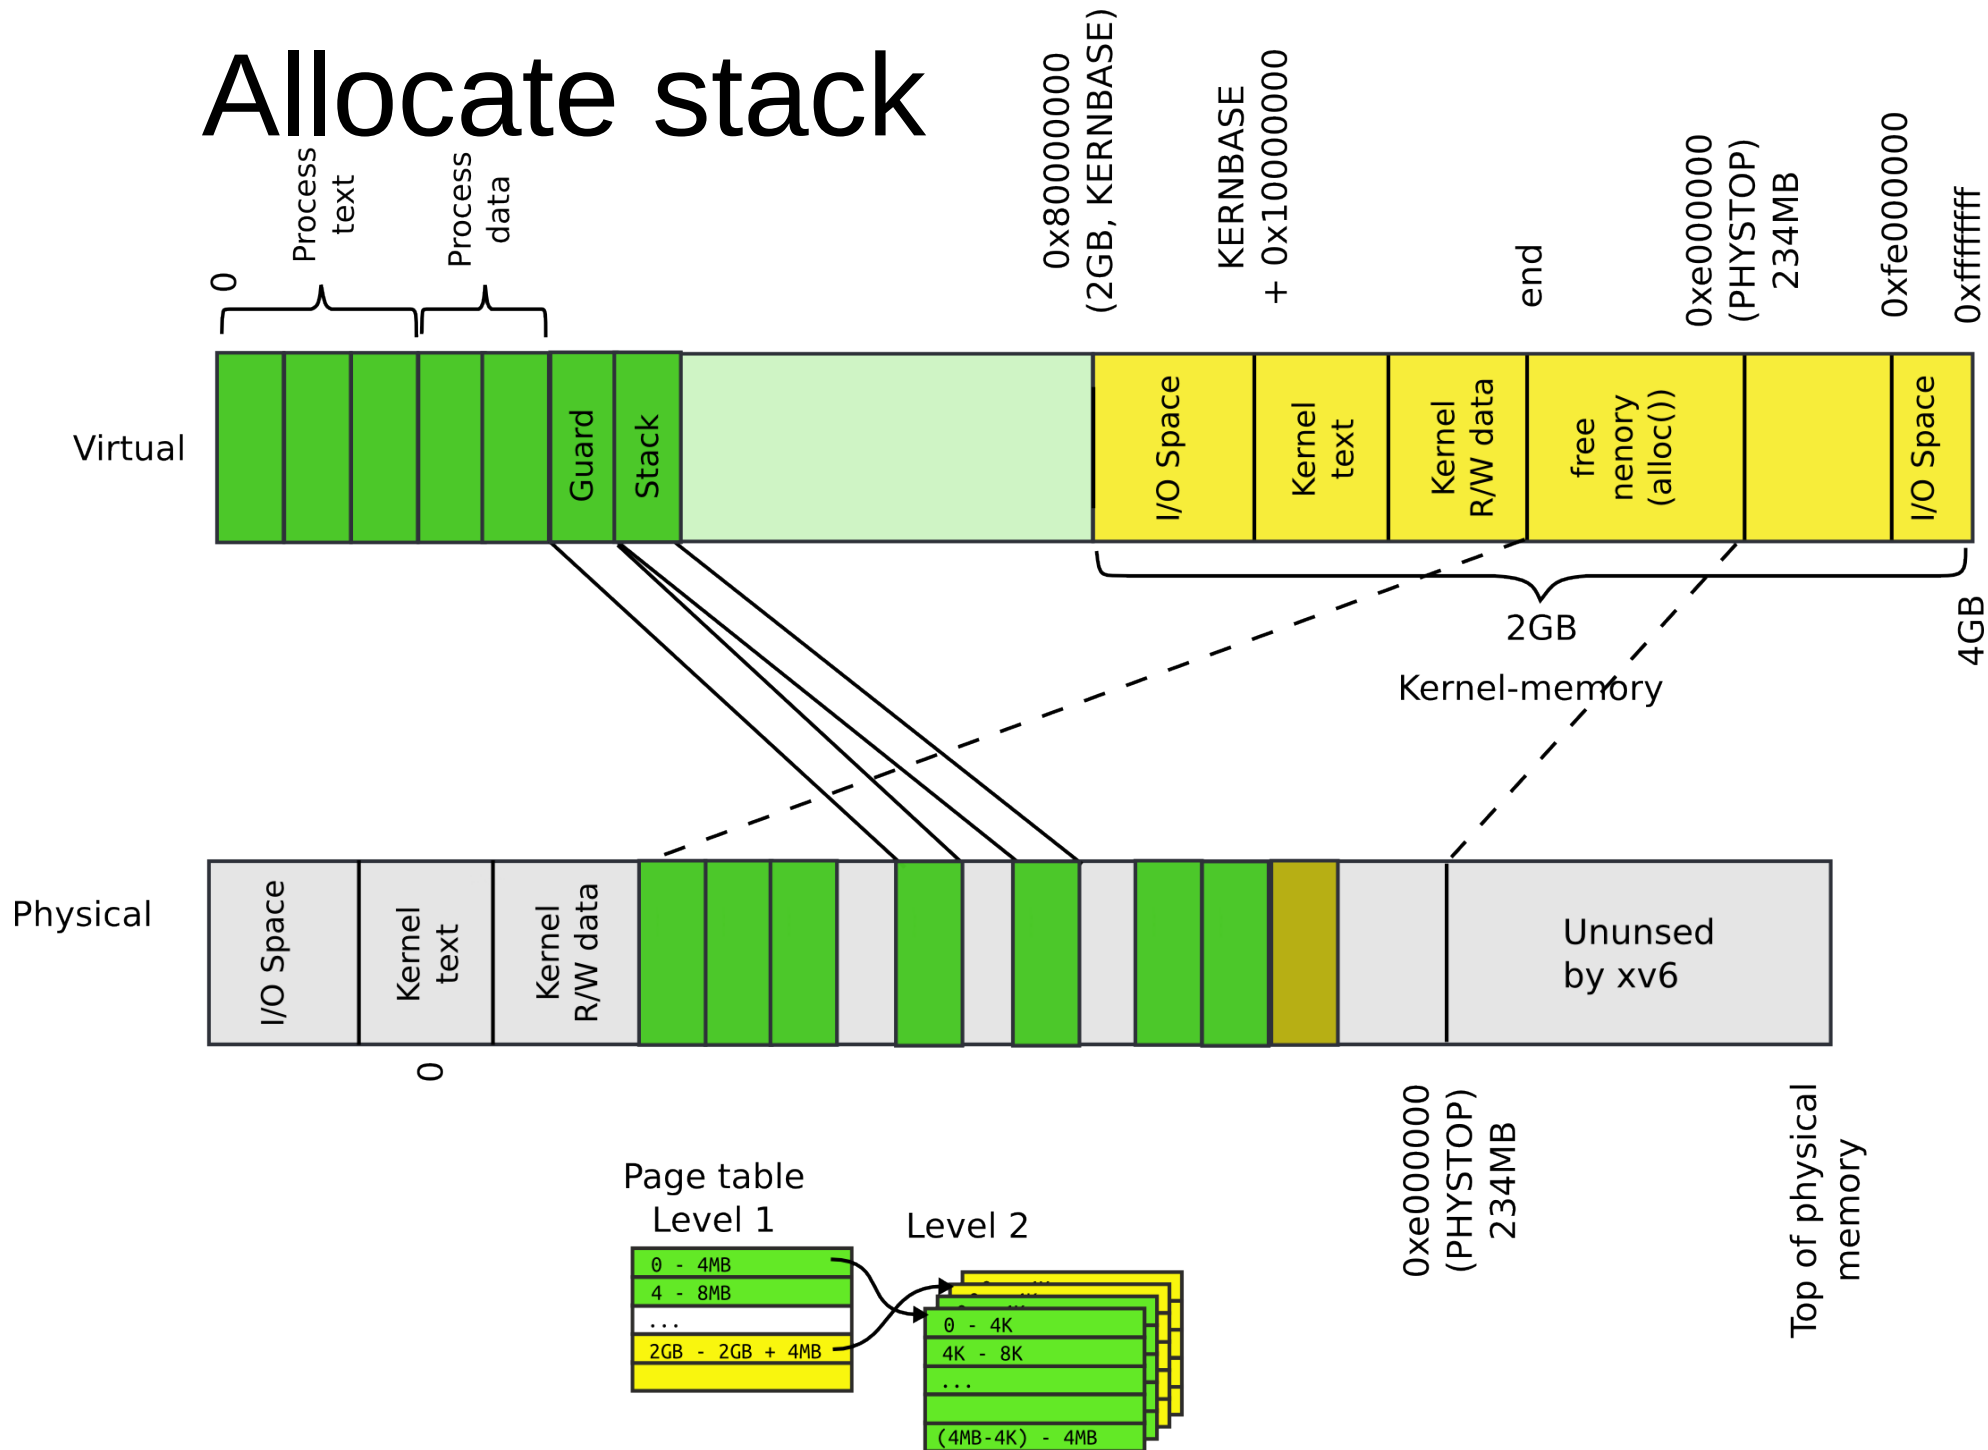 Allocate stack
0
Process
text
Process
data
0x80000000
(2GB, KERNBASE)
KERNBASE
+ 0x10000000
end
0xe000000
(PHYSTOP)
234MB
0xfe000000
0xffffffff
Virtual
Guard
Stack
I/O Space
Kernel
text
Kernel
R/W data
free
nenory
(alloc())
I/O Space
2GB
4GB
Kernel-memory
Physical
I/O Space
Kernel
text
Kernel
R/W data
Ununsed
by xv6
0
0xe000000
(PHYSTOP)
234MB
Top of physical
memory
Page table
Level 1
0 - 4MB
4 - 8MB
...
2GB - 2GB + 4MB
Level 2
0 - 4K
4K - 8K
...
(4MB-4K) - 4MB